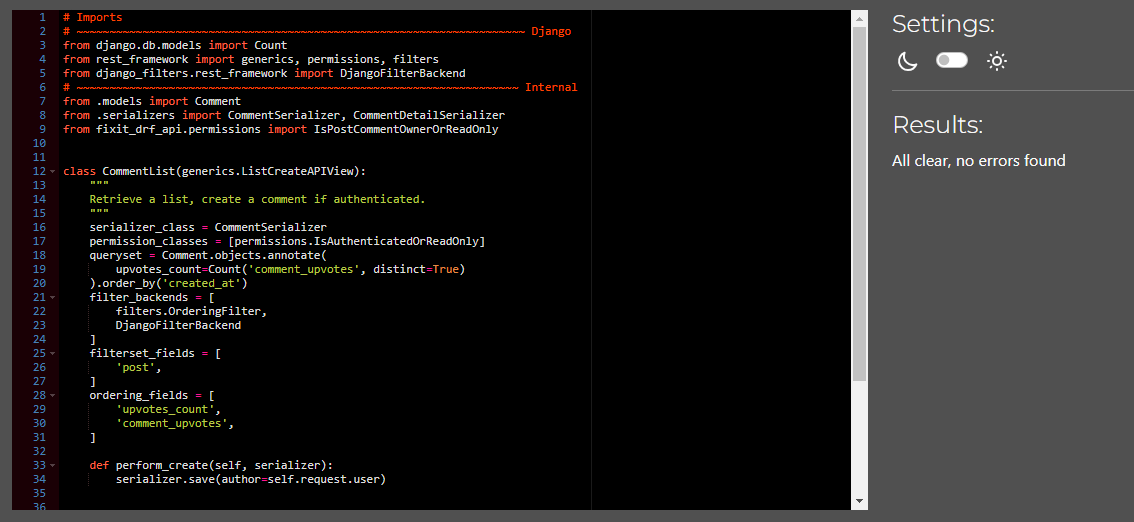 1 # Imports
2 # ~~~~~~~~~~~~~~~~~~~~~~~~~~~~~~~~~~~~~~~~~~~~~~~~~~~~~~~~~~~~~~~~~~~~ Django
3 from django.db.models import Count
4 from rest_framework import generics, permissions, filters
5 from django_filters.rest_framework import DjangoFilterBackend
6 # ~~~~~~~~~~~~~~~~~~~~~~~~~~~~~~~~~~~~~~~~~~~~~~~~~~~~~~~~~~~~~~~~~~~ Internal
7 from .models import Comment
8 from .serializers import CommentSerializer, CommentDetailSerializer
9 from fixit_drf_api.permissions import IsPostCommentOwnerOrReadOnly
10
11
12 class CommentList(generics.ListCreateAPIView):
13     """
14     Retrieve a list, create a comment if authenticated.
15     """
16     serializer_class = CommentSerializer
17     permission_classes = [permissions.IsAuthenticatedOrReadOnly]
18     queryset = Comment.objects.annotate(
19         upvotes_count=Count('comment_upvotes', distinct=True)
20     ).order_by('created_at')
21     filter_backends = [
22         filters.OrderingFilter,
23         DjangoFilterBackend
24     ]
25     filterset_fields = [
26         'post',
27     ]
28     ordering_fields = [
29         'upvotes_count',
30         'comment_upvotes',
31     ]
32
33     def perform_create(self, serializer):
34         serializer.save(author=self.request.user)
35
36
Settings:
Results:
All clear, no errors found